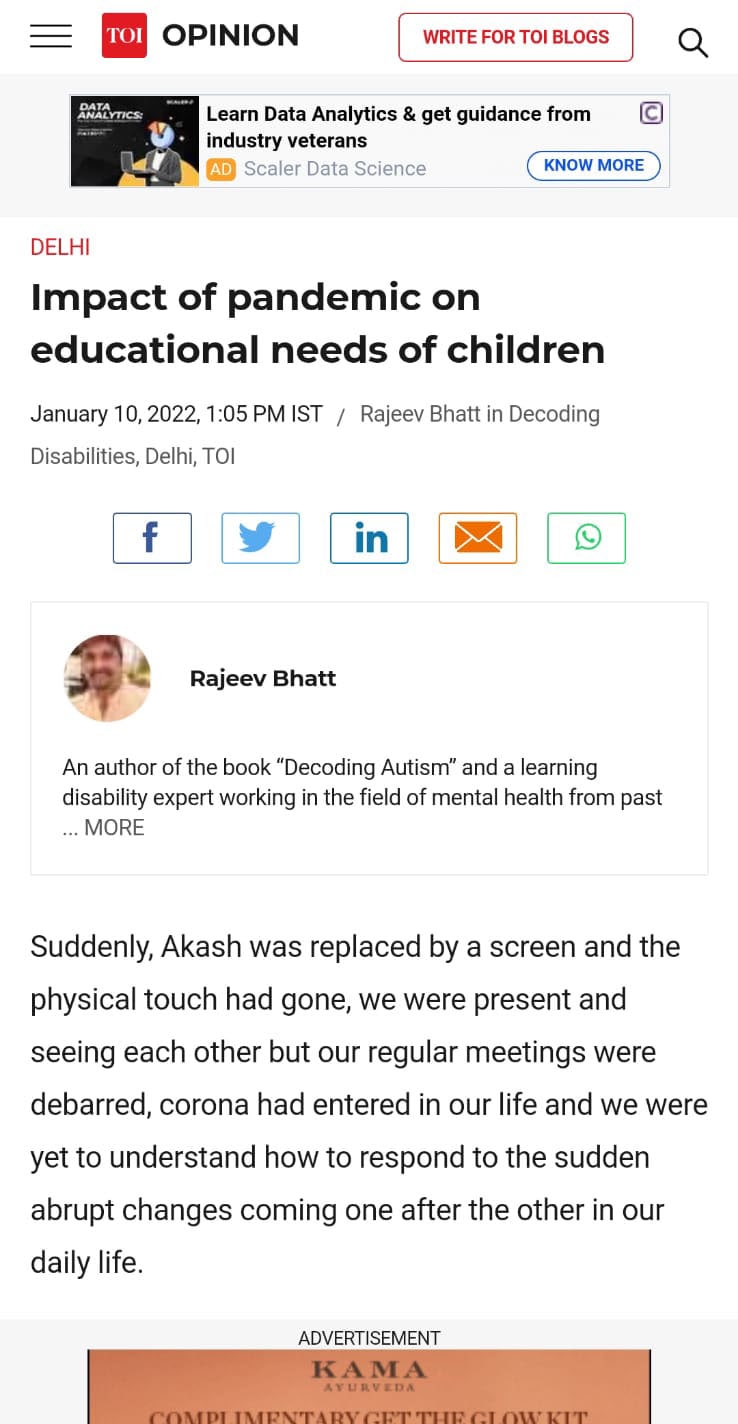 TOI OPINION
WRITE FOR TOI BLOGS
DATA
ANALYTICS:
SCALER
Learn Data Analytics & get guidance from
industry veterans
AD Scaler Data Science
KNOW MORE
DELHI
Impact of pandemic on
educational needs of children
January 10, 2022, 1:05 PM IST / Rajeev Bhatt in Decoding
Disabilities, Delhi, TOI
Rajeev Bhatt
An author of the book “Decoding Autism” and a learning
disability expert working in the field of mental health from past
... MORE
Suddenly, Akash was replaced by a screen and the
physical touch had gone, we were present and
seeing each other but our regular meetings were
debarred, corona had entered in our life and we were
yet to understand how to respond to the sudden
abrupt changes coming one after the other in our
daily life.
ADVERTISEMENT
KAMA
AYURVEDA
COMPLIMENTARY GET THE GLOW KIT